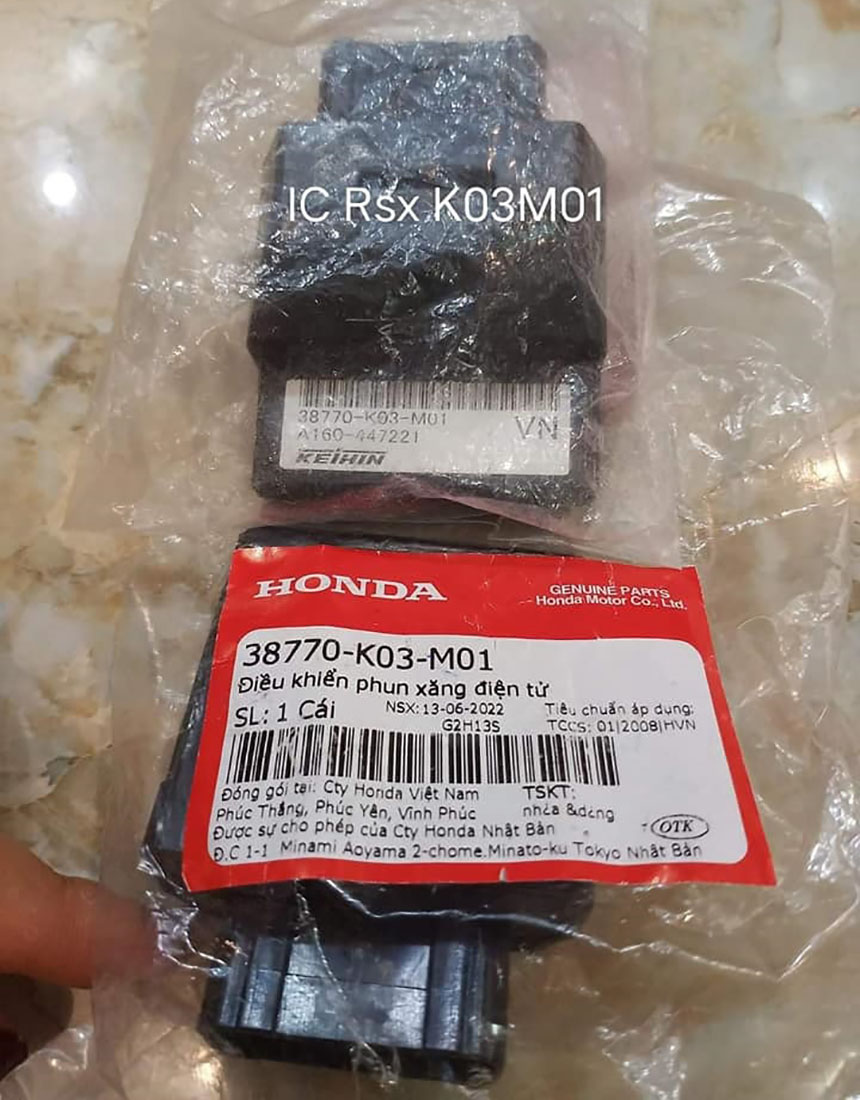 IC Rsx K03M01
38770-K03-M01
A160-447221
VN
KEIHIN
HONDA
GENUINE PARTS
Honda Motor Co., Ltd.
38770-K03-M01
Điều khiển phun xăng điện tử
SL: 1 Cái
NSX: 13-06-2022
Tiêu chuẩn áp dụng:
G2H13S
TCCS: 01|2008|HVN
Đóng gói tại: Cty Honda Việt Nam
TSKT:
Phúc Thắng, Phúc Yên, Vĩnh Phúc
nhựa &đồng
Được sự cho phép của Cty Honda Nhật Bản
OTK
Đ.C 1-1 Minami Aoyama 2-chome.Minato-ku Tokyo Nhật Bản